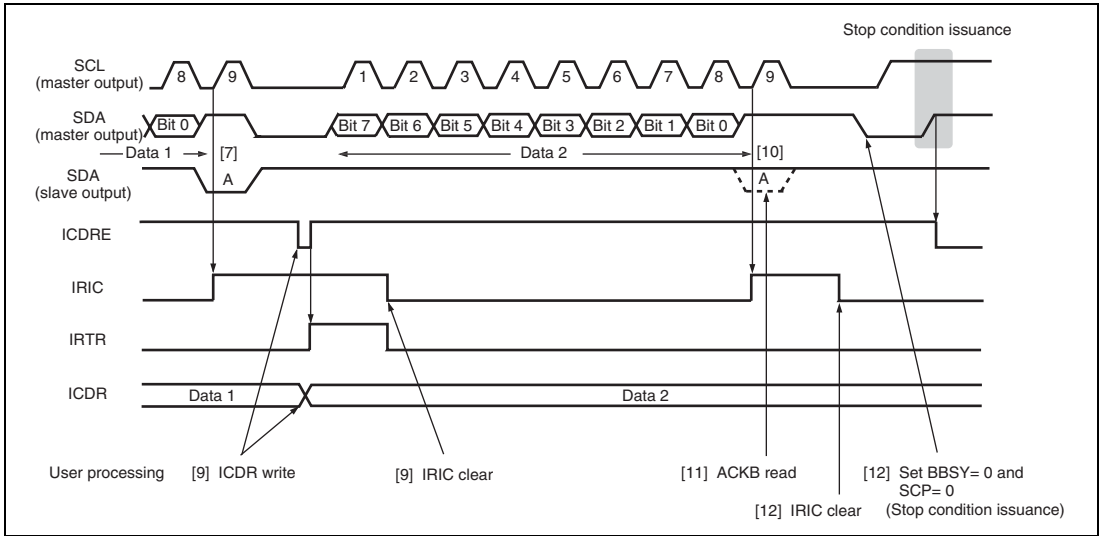 Stop condition issuance
SCL
(master output)
8 9 1 2 3 4 5 6 7 8 9
SDA
(master output)
Bit 0 Bit 7 Bit 6 Bit 5 Bit 4 Bit 3 Bit 2 Bit 1 Bit 0
Data 1 [7] Data 2 [10]
SDA
(slave output)
A A
ICDRE
IRIC
IRTR
ICDR
Data 1 Data 2
User processing [9] ICDR write [9] IRIC clear [11] ACKB read [12] Set BBSY= 0 and
SCP= 0
[12] IRIC clear (Stop condition issuance)